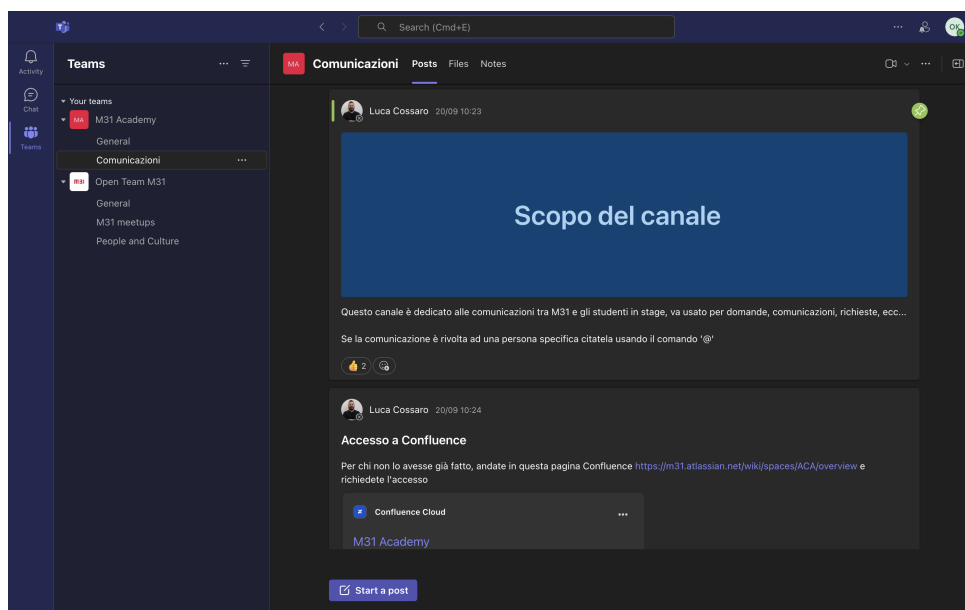 Search (Cmd+E)
OK
Activity
Chat
Teams
Teams
Your teams
MA M31 Academy
General
Comunicazioni
m31 Open Team M31
General
M31 meetups
People and Culture
MA Comunicazioni Posts Files Notes
Luca Cossaro 20/09 10:23
Scopo del canale
Questo canale è dedicato alle comunicazioni tra M31 e gli studenti in stage, va usato per domande, comunicazioni, richieste, ecc...
Se la comunicazione è rivolta ad una persona specifica citatela usando il comando '@'
2
Luca Cossaro 20/09 10:24
Accesso a Confluence
Per chi non lo avesse già fatto, andate in questa pagina Confluence https://m31.atlassian.net/wiki/spaces/ACA/overview e
richiedete l'accesso
Confluence Cloud
M31 Academy
Start a post